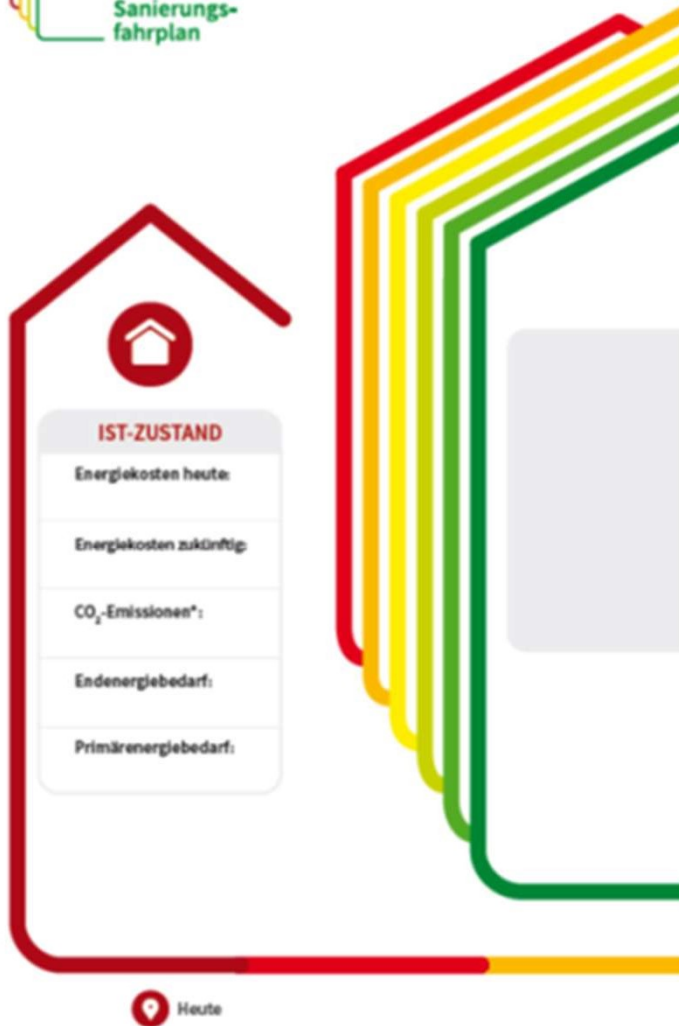 Sanierungs-
fahrplan
IST-ZUSTAND
Energiekosten heute:
Energiekosten zukünftig:
CO₂-Emissionen*:
Endenergiebedarf:
Primärenergiebedarf:
Heute